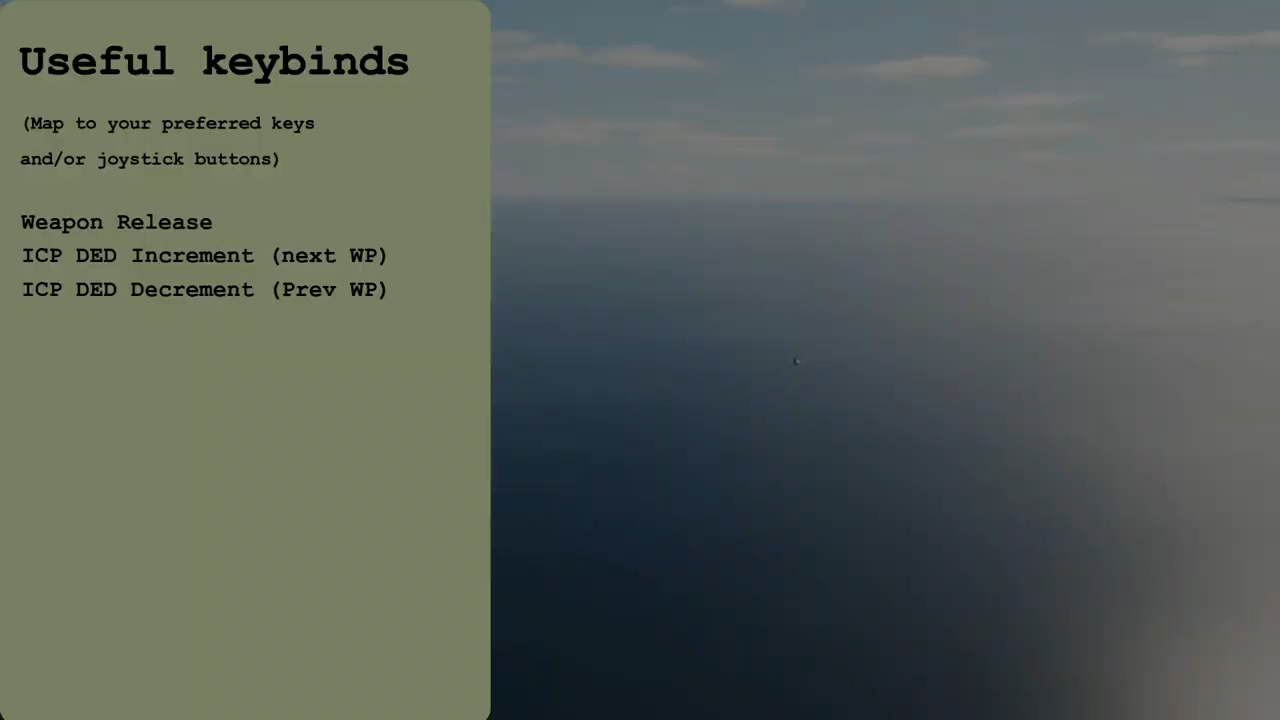 Useful keybinds
(Map to your preferred keys
and/or joystick buttons)
Weapon Release
ICP DED Increment (next WP)
ICP DED Decrement (Prev WP)